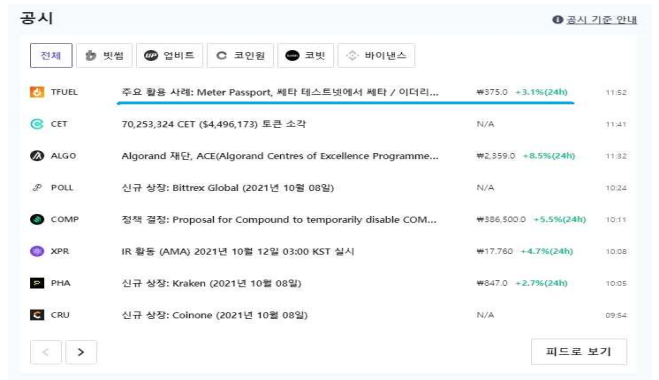 공시
공시 기준 안내
전체 빗썸 업비트 코인원 코빗 바이낸스
TFUEL 주요 활용 사례: Meter Passport, 쎄타 테스트넷에서 쎄타 / 이더리... ₩375.0 +3.1%(24h) 11:52
CET 70,253,324 CET ($4,496,173) 토큰 소각 N/A 11:41
ALGO Algorand 재단, ACE(Algorand Centres of Excellence Programme... ₩2,359.0 +8.5%(24h) 11:32
POLL 신규 상장: Bittrex Global (2021년 10월 08일) N/A 10:24
COMP 정책 결정: Proposal for Compound to temporarily disable COM... ₩386,500.0 +5.5%(24h) 10:11
XPR IR 활동 (AMA) 2021년 10월 12일 03:00 KST 실시 ₩17.760 +4.7%(24h) 10:08
PHA 신규 상장: Kraken (2021년 10월 08일) ₩847.0 +2.7%(24h) 10:05
CRU 신규 상장: Coinone (2021년 10월 08일) N/A 09:54
< > 피드로 보기